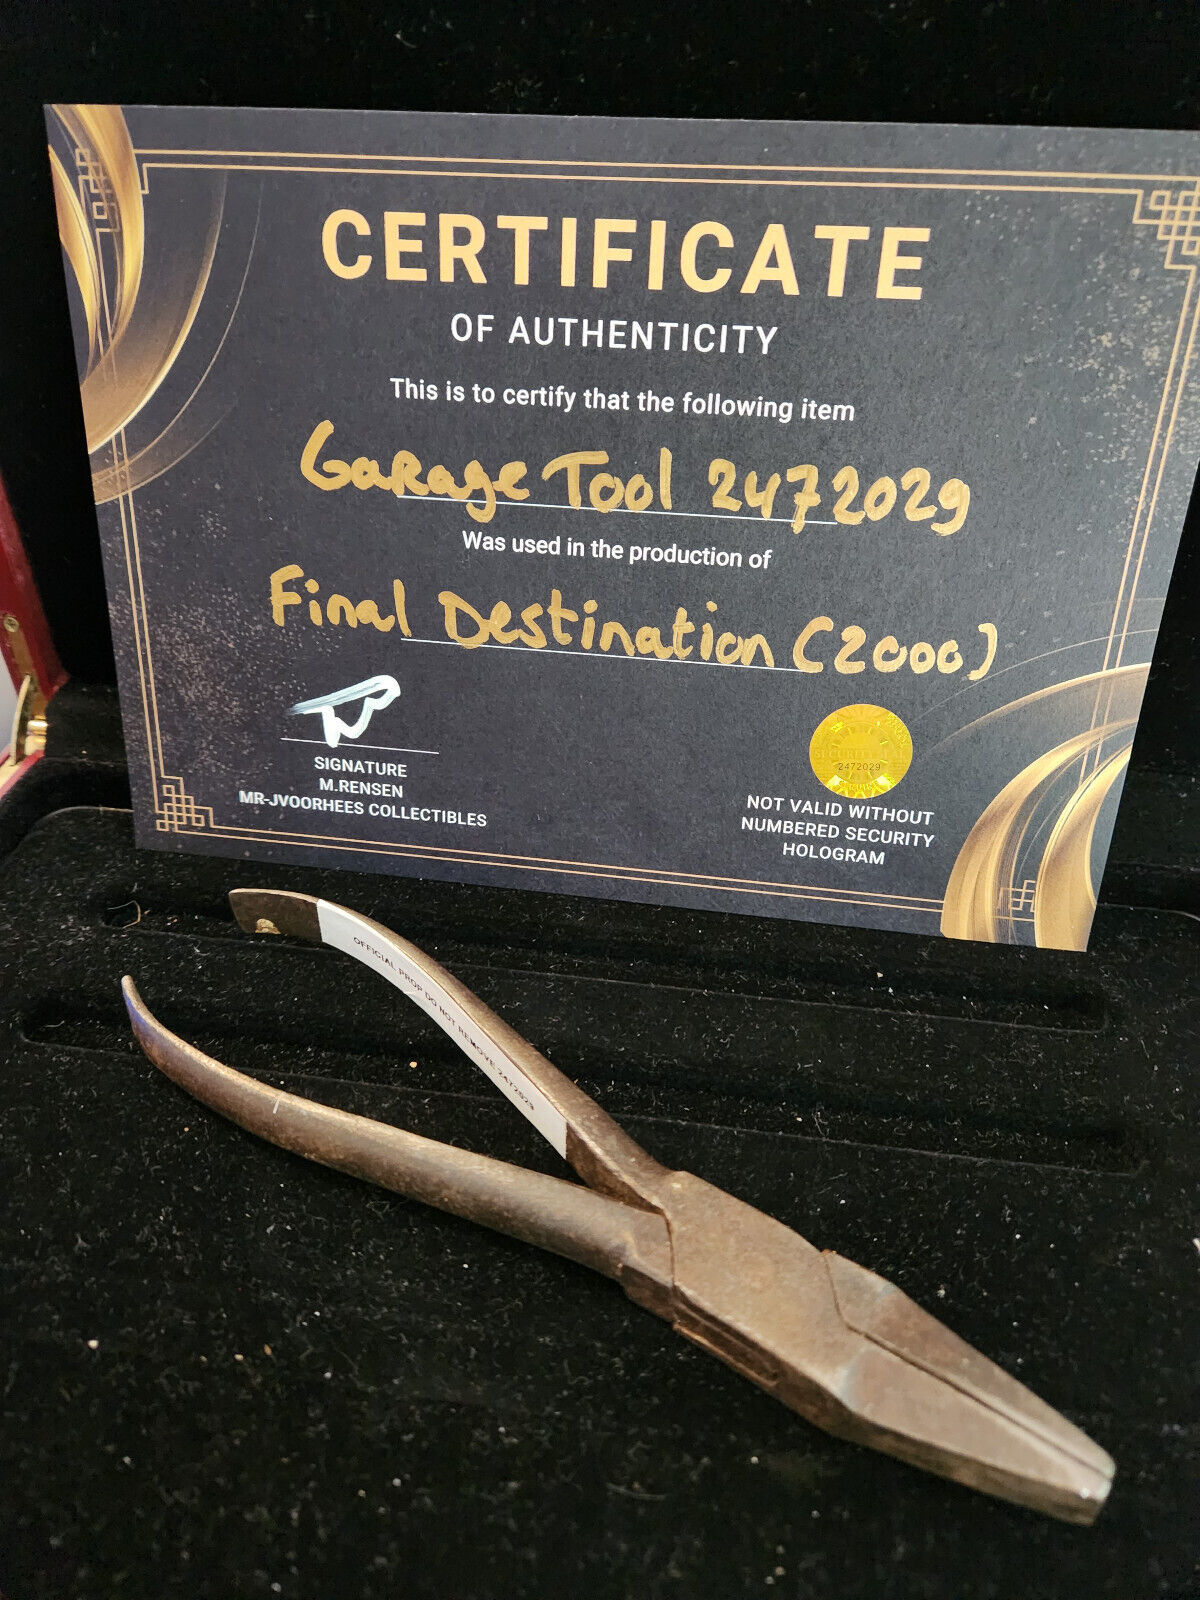 CERTIFICATE
OF AUTHENTICITY
This is to certify that the following item
Garage Tool 2472029
Was used in the production of
Final Destination (2000)
SIGNATURE
M.RENSEN
MR-JVOORHEES COLLECTIBLES
SECURITY
2472029
NOT VALID WITHOUT
NUMBERED SECURITY
HOLOGRAM
OFFICIAL PROP DO NOT REMOVE 2472029